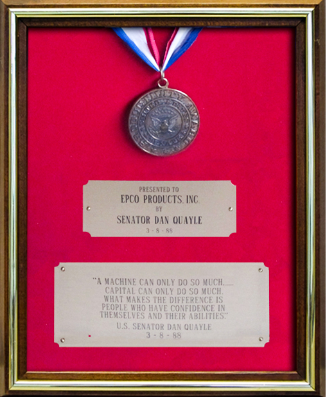 PRESENTED TO
EPCO PRODUCTS, INC.
BY
SENATOR DAN QUAYLE
3 - 8 - 88
"A MACHINE CAN ONLY DO SO MUCH.....
CAPITAL CAN ONLY DO SO MUCH.
WHAT MAKES THE DIFFERENCE IS
PEOPLE WHO HAVE CONFIDENCE IN
THEMSELVES AND THEIR ABILITIES"
U.S. SENATOR DAN QUAYLE
3 - 8 - 88